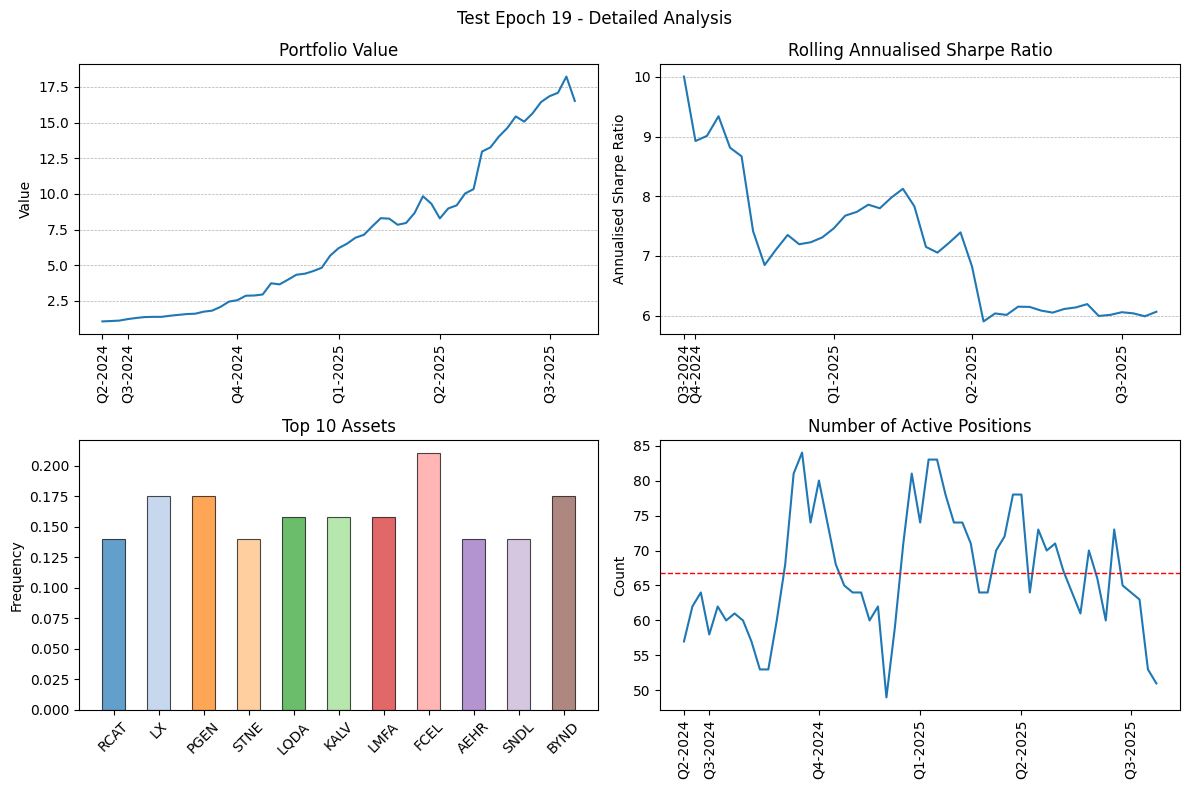 Test Epoch 19 - Detailed Analysis
Portfolio Value
Value
17.5
15.0
12.5
10.0
7.5
5.0
2.5
Q2-2024
Q3-2024
Q4-2024
Q1-2025
Q2-2025
Q3-2025
Rolling Annualised Sharpe Ratio
Annualised Sharpe Ratio
10
9
8
7
6
Q3-2024
Q4-2024
Q1-2025
Q2-2025
Q3-2025
Top 10 Assets
Frequency
0.200
0.175
0.150
0.125
0.100
0.075
0.050
0.025
0.000
RCAT
LX
PGEN
STNE
LQDA
KALV
LMFA
FCEL
AEHR
SNDL
BYND
Number of Active Positions
Count
85
80
75
70
65
60
55
50
Q2-2024
Q3-2024
Q4-2024
Q1-2025
Q2-2025
Q3-2025